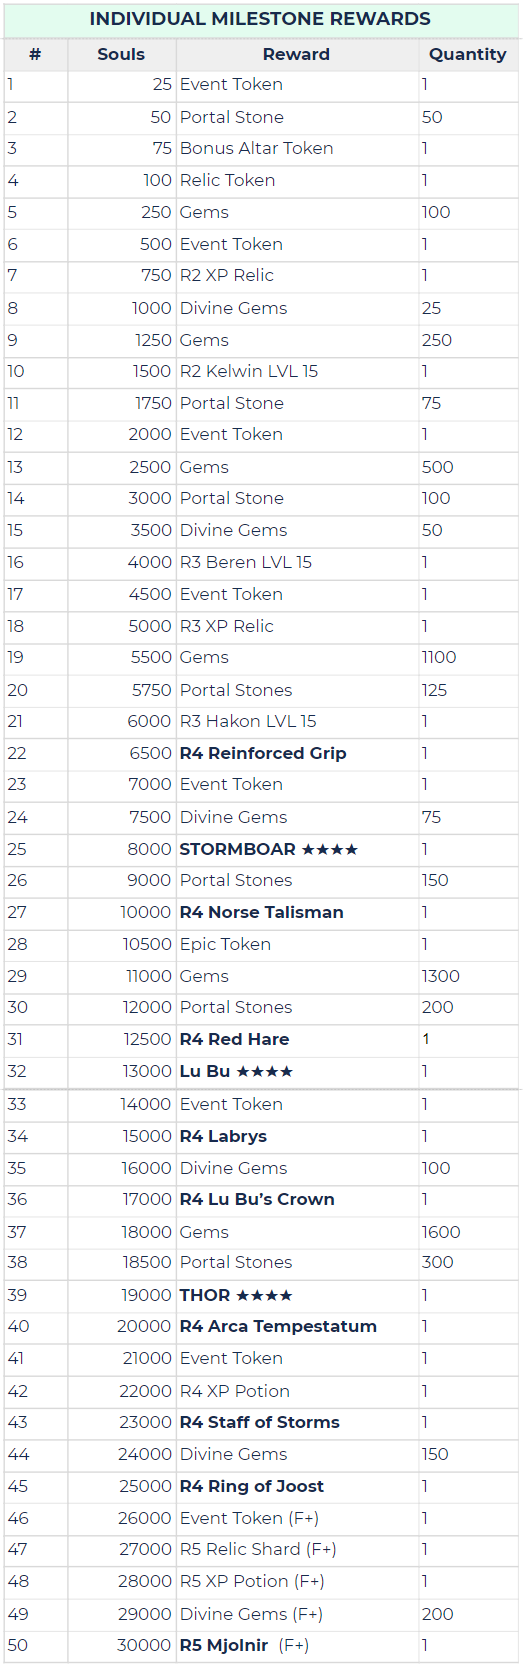 INDIVIDUAL MILESTONE REWARDS
# Souls Reward Quantity
1 25 Event Token 1
2 50 Portal Stone 50
3 75 Bonus Altar Token 1
4 100 Relic Token 1
5 250 Gems 100
6 500 Event Token 1
7 750 R2 XP Relic 1
8 1000 Divine Gems 25
9 1250 Gems 250
10 1500 R2 Kelwin LVL 15 1
11 1750 Portal Stone 75
12 2000 Event Token 1
13 2500 Gems 500
14 3000 Portal Stone 100
15 3500 Divine Gems 50
16 4000 R3 Beren LVL 15 1
17 4500 Event Token 1
18 5000 R3 XP Relic 1
19 5500 Gems 1100
20 5750 Portal Stones 125
21 6000 R3 Hakon LVL 15 1
22 6500 R4 Reinforced Grip 1
23 7000 Event Token 1
24 7500 Divine Gems 75
25 8000 STORMBOAR ★★★★ 1
26 9000 Portal Stones 150
27 10000 R4 Norse Talisman 1
28 10500 Epic Token 1
29 11000 Gems 1300
30 12000 Portal Stones 200
31 12500 R4 Red Hare 1
32 13000 Lu Bu ★★★★ 1
33 14000 Event Token 1
34 15000 R4 Labrys 1
35 16000 Divine Gems 100
36 17000 R4 Lu Bu’s Crown 1
37 18000 Gems 1600
38 18500 Portal Stones 300
39 19000 THOR ★★★★ 1
40 20000 R4 Arca Tempestatum 1
41 21000 Event Token 1
42 22000 R4 XP Potion 1
43 23000 R4 Staff of Storms 1
44 24000 Divine Gems 150
45 25000 R4 Ring of Joost 1
46 26000 Event Token (F+) 1
47 27000 R5 Relic Shard (F+) 1
48 28000 R5 XP Potion (F+) 1
49 29000 Divine Gems (F+) 200
50 30000 R5 Mjolnir (F+) 1